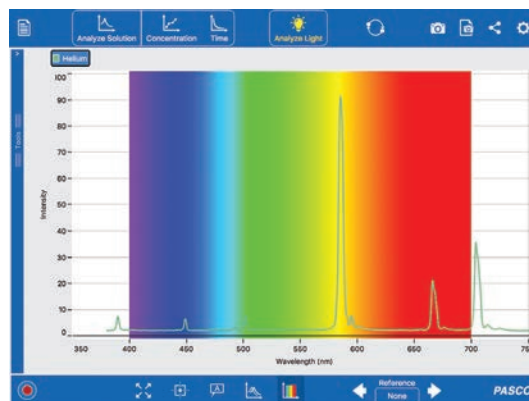 Analyze Solution Concentration Time Analyze Light
Helium
Tools
Intensity
100
90
80
70
60
50
40
30
20
10
0
350 400 450 500 550 600 650 700
Wavelength (nm)
Reference
None
PASCO